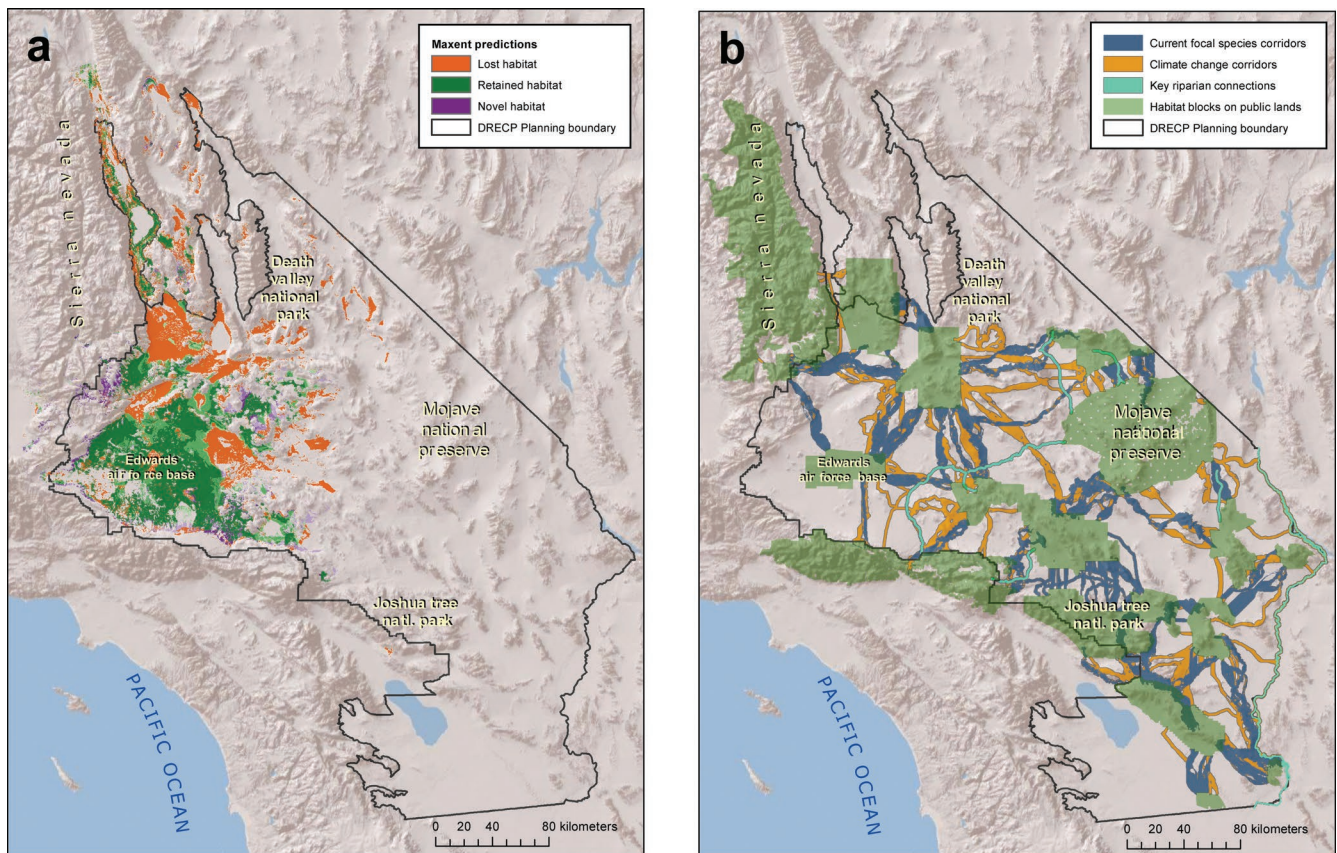 a
Maxent predictions
Lost habitat
Retained habitat
Novel habitat
DRECP Planning boundary
Sierra nevada
Death
valley
national
park
Mojave
national
preserve
Edwards
air fo rce base
Joshua tree
natl. park
PACIFIC OCEAN
0 20 40 80 kilometers
b
Current focal species corridors
Climate change corridors
Key riparian connections
Habitat blocks on public lands
DRECP Planning boundary
Sierra nevada
Death
valley
national
park
Mojave
national
preserve
Edwards
air force base
Joshua tree
natl. park
PACIFIC OCEAN
0 20 40 80 kilometers